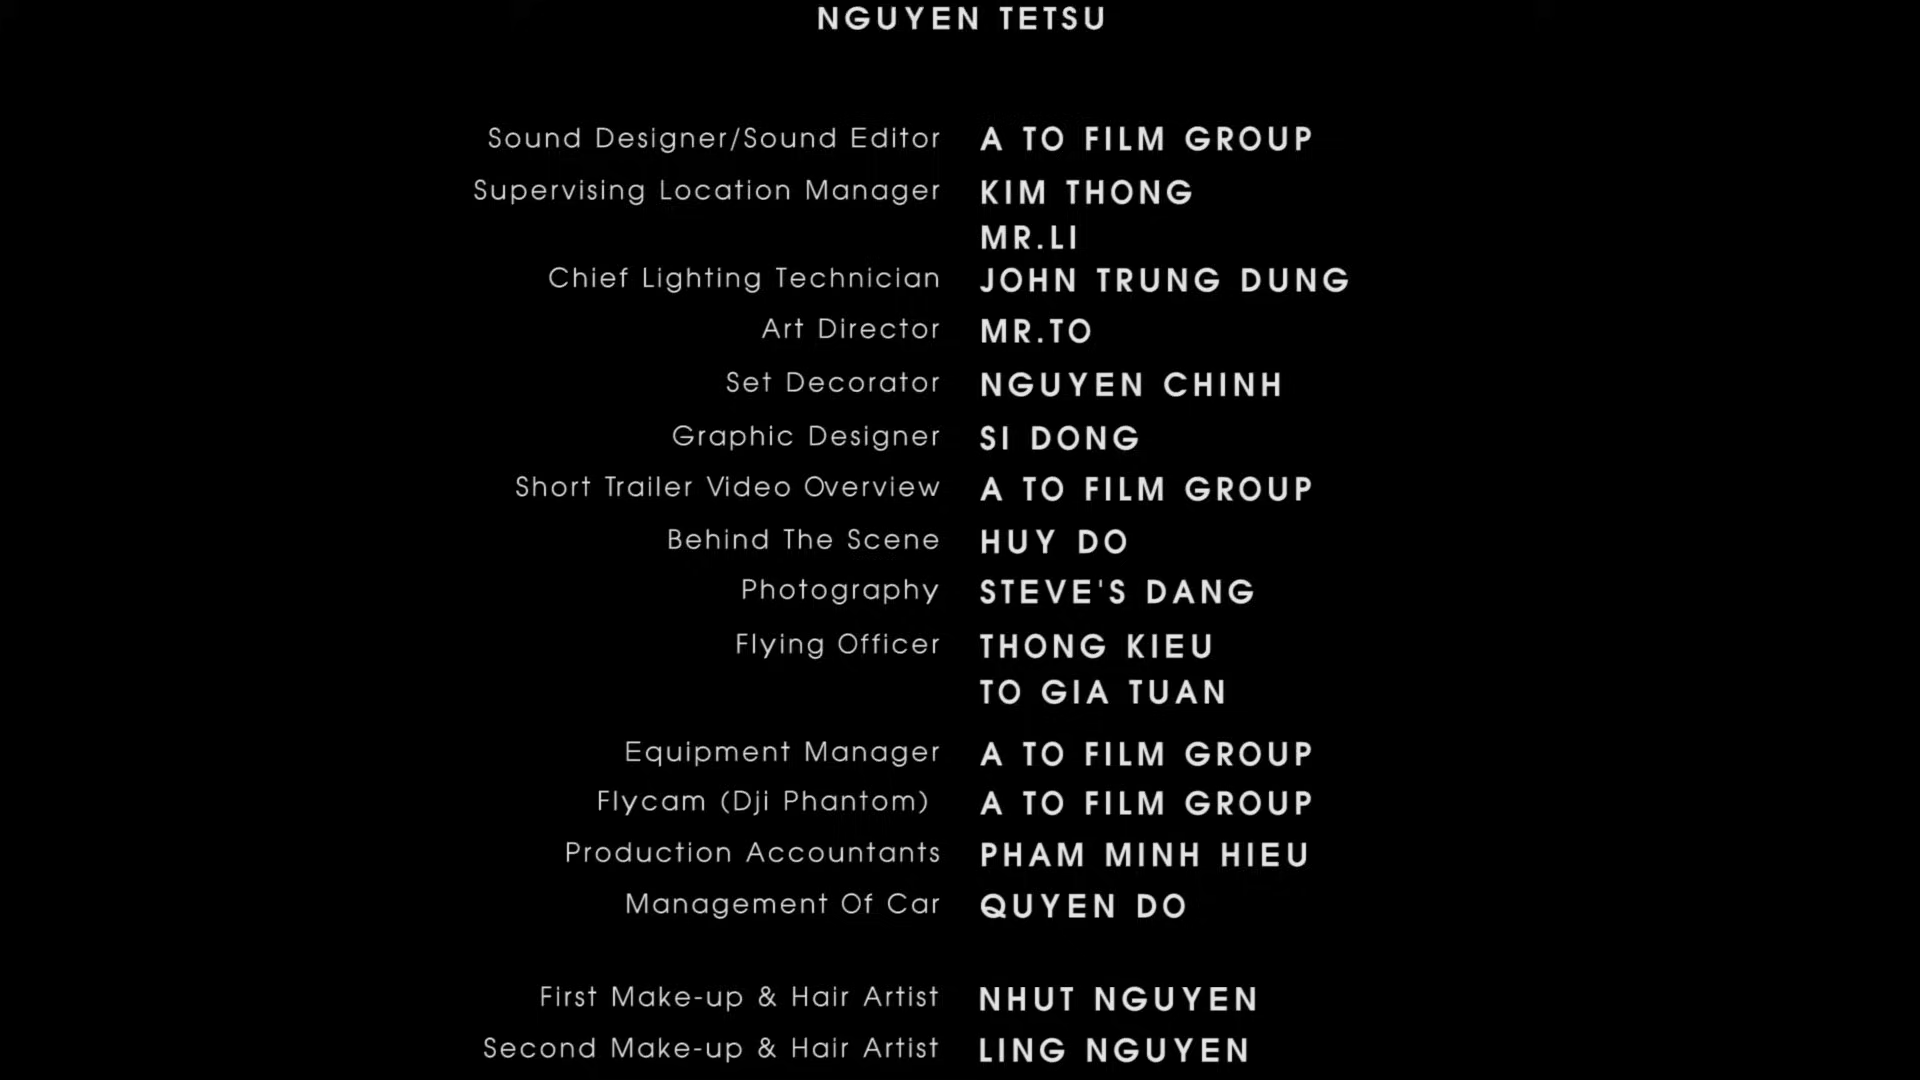 NGUYEN TETSU
Sound Designer/Sound Editor A TO FILM GROUP
Supervising Location Manager KIM THONG
MR.LI
Chief Lighting Technician JOHN TRUNG DUNG
Art Director MR.TO
Set Decorator NGUYEN CHINH
Graphic Designer SI DONG
Short Trailer Video Overview A TO FILM GROUP
Behind The Scene HUY DO
Photography STEVE'S DANG
Flying Officer THONG KIEU
TO GIA TUAN
Equipment Manager A TO FILM GROUP
Flycam (Dji Phantom) A TO FILM GROUP
Production Accountants PHAM MINH HIEU
Management Of Car QUYEN DO
First Make-up & Hair Artist NHUT NGUYEN
Second Make-up & Hair Artist LING NGUYEN